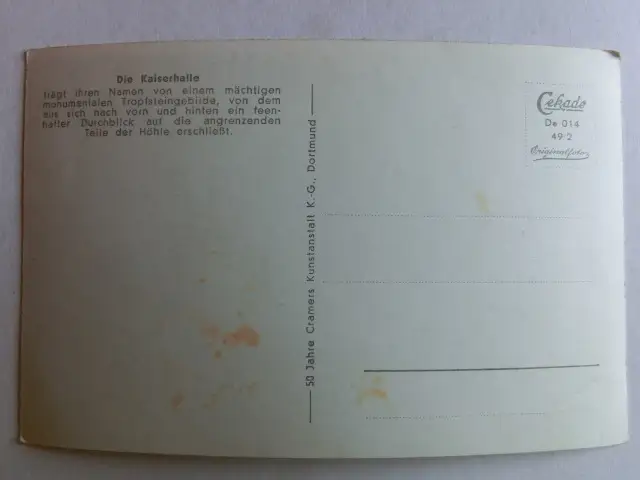 Die Kaiserhalle
trägt ihren Namen von einem mächtigen
monumentalen Tropfsteingebilde, von dem
aus sich nach vorn und hinten ein feen-
hafter Durchblick auf die angrenzenden
Teile der Höhle erschließt.
50 Jahre Cramers Kunstanstalt K.-G., Dortmund
Cekade
De 014
49·2
Originalfoto